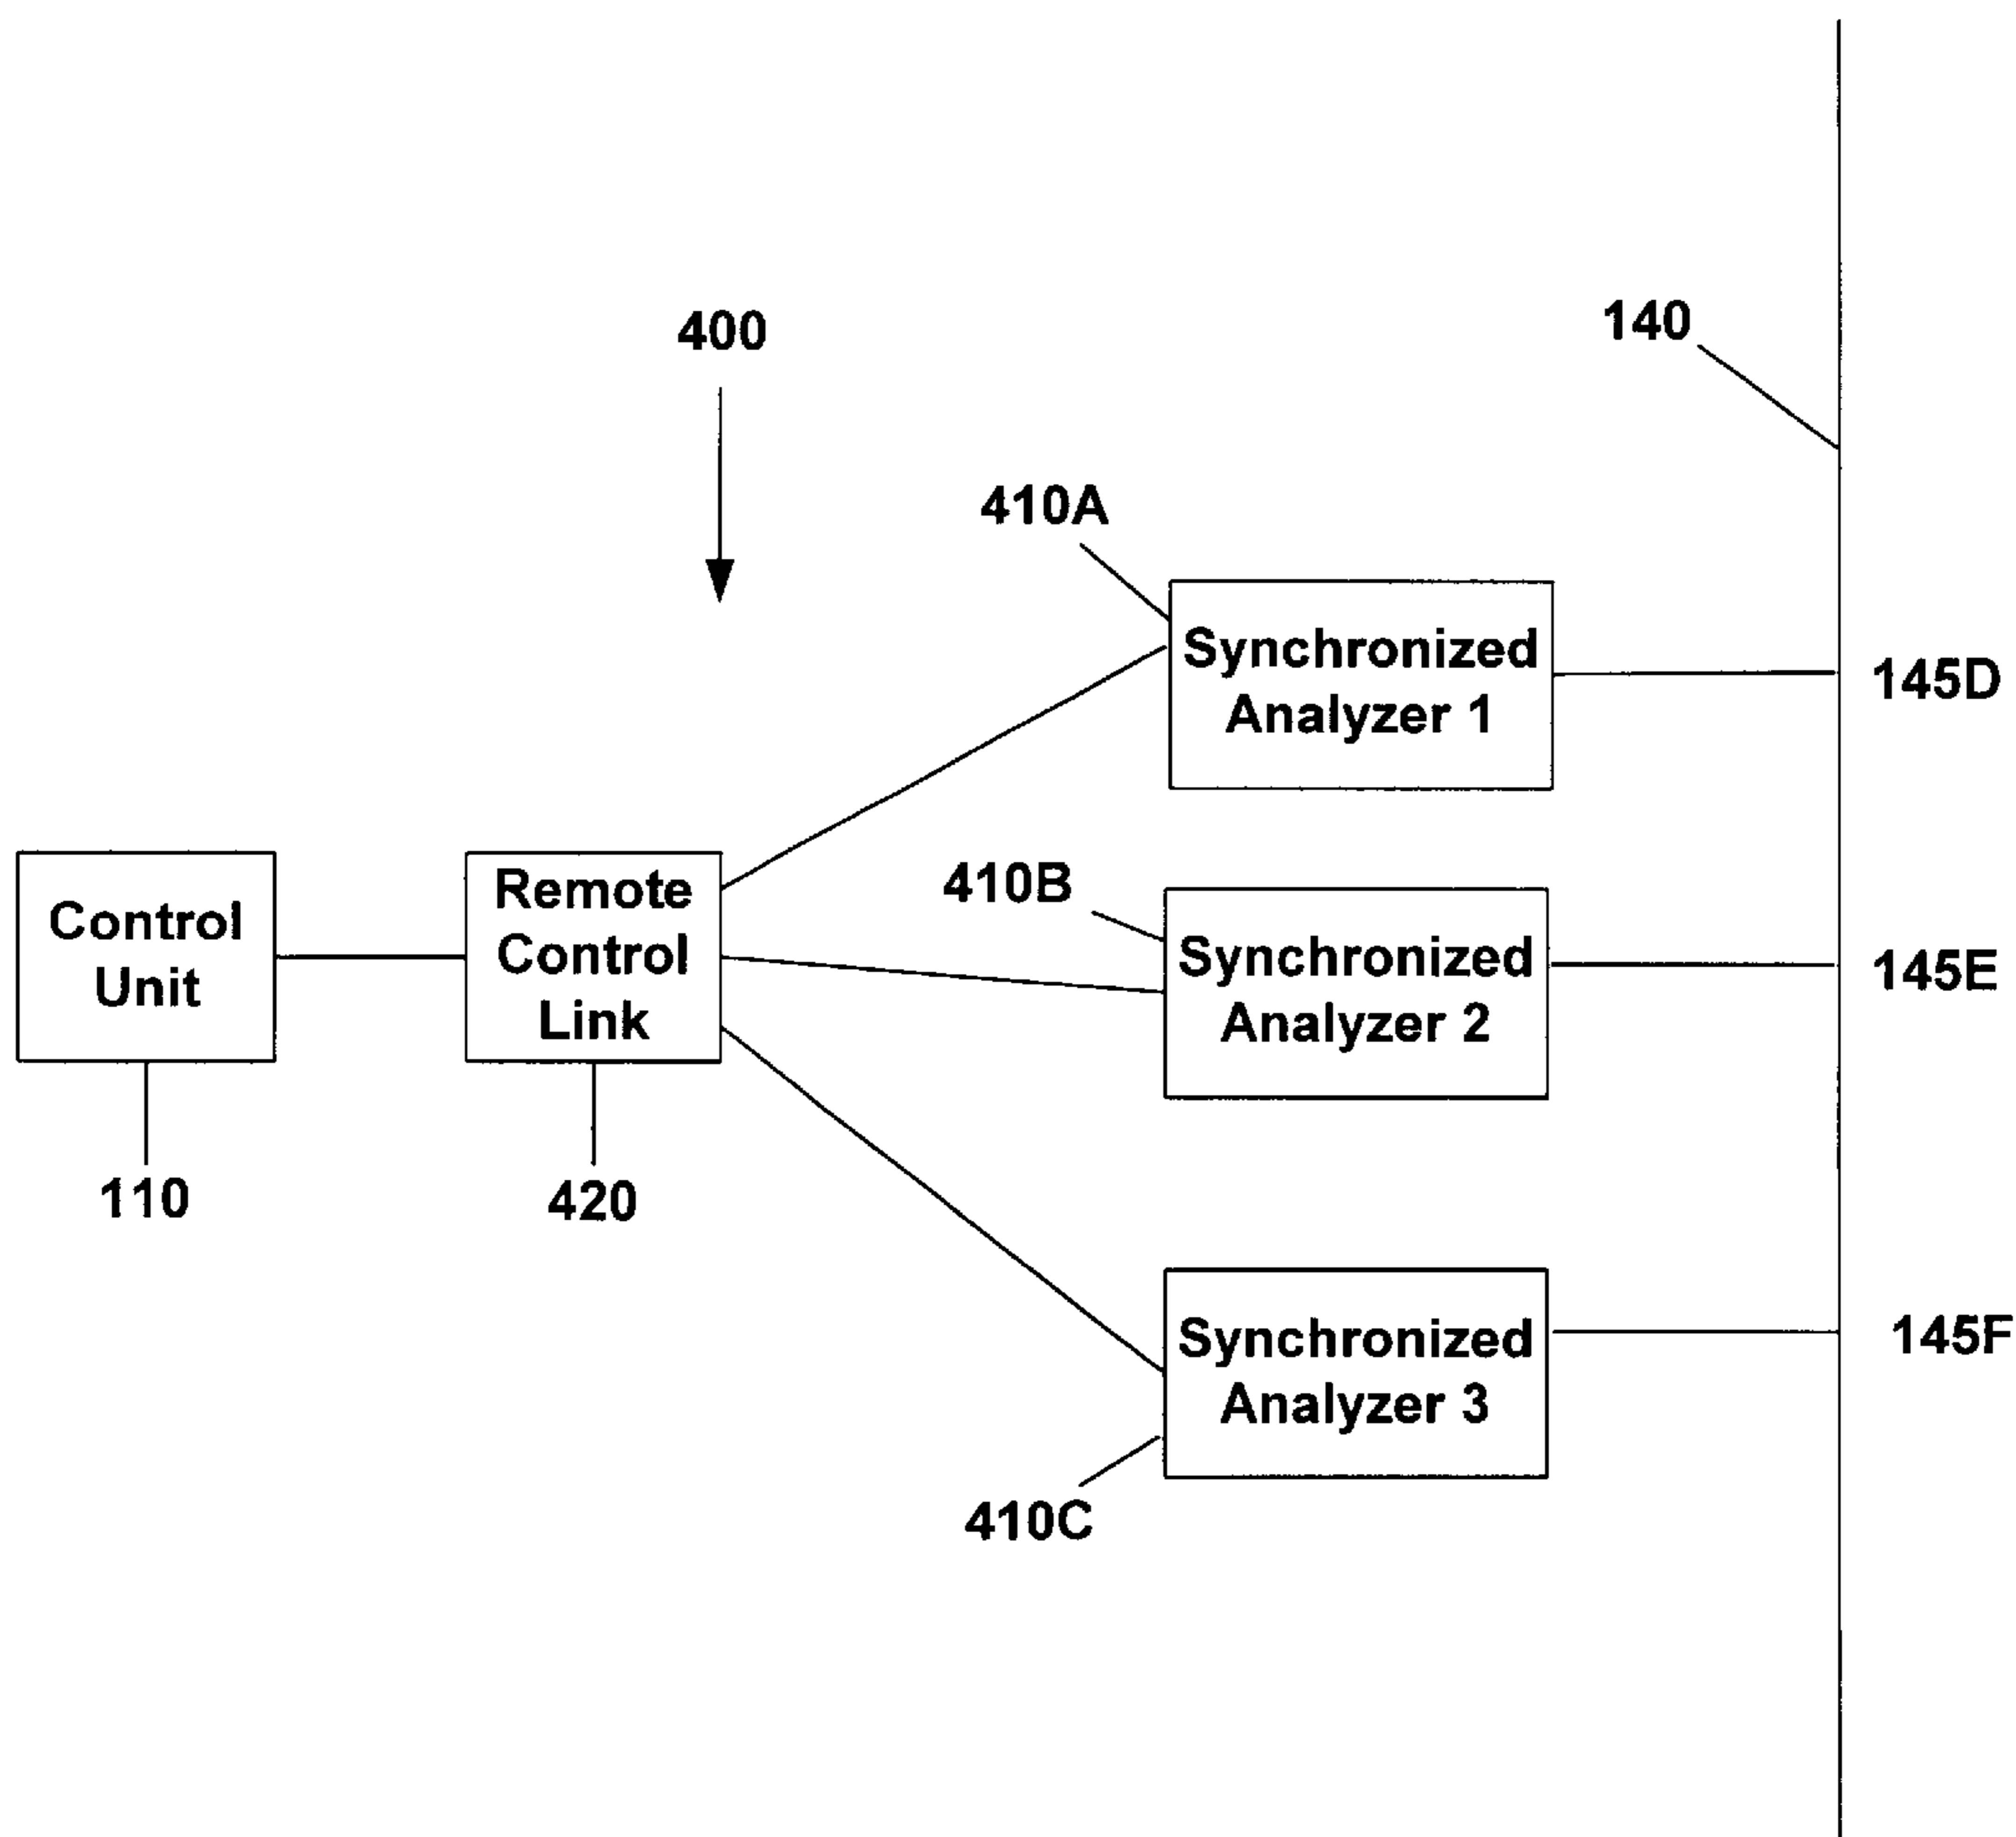 140
400
410A
Synchronized
Analyzer 1
145D
Control
Unit
Remote
Control
Link
410B
Synchronized
Analyzer 2
145E
110
420
Synchronized
Analyzer 3
145F
410C